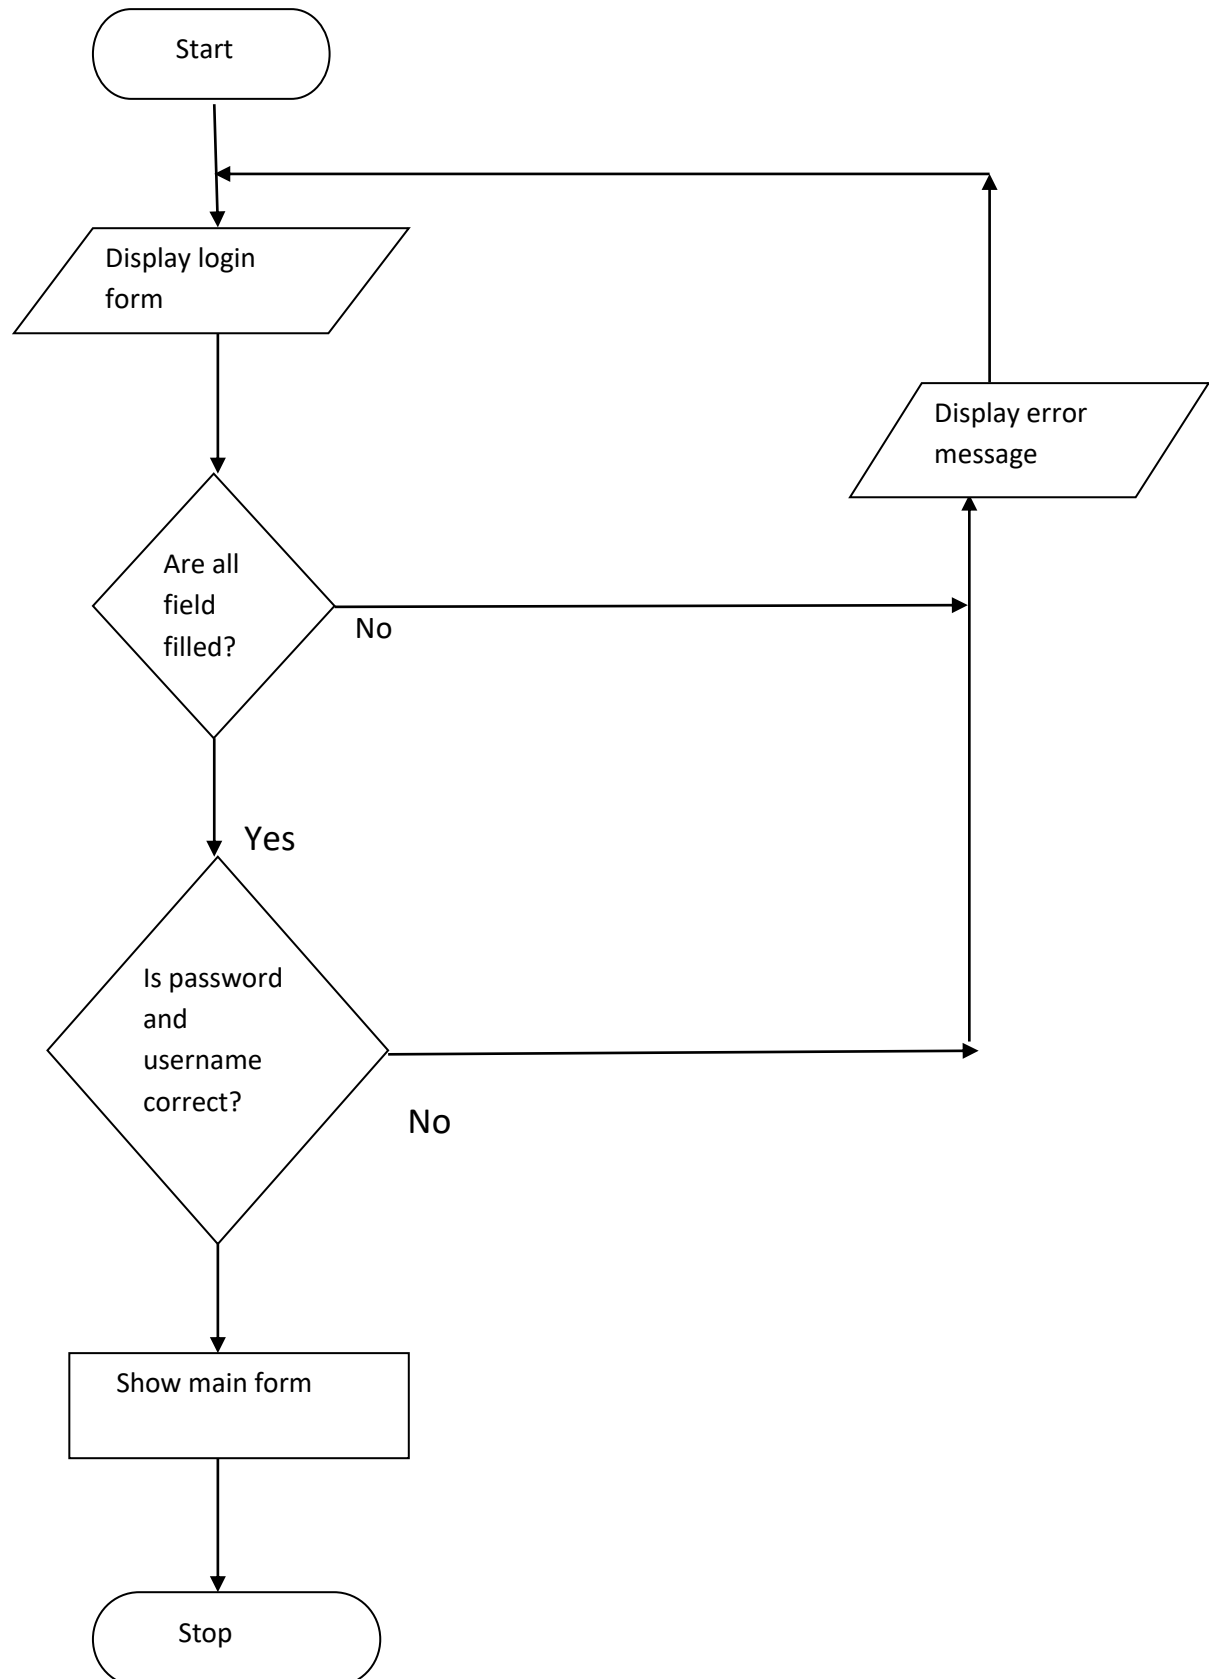 Start
Display login
form
Display error
message
Are all
field
filled?
No
Yes
Is password
and
username
correct?
No
Show main form
Stop